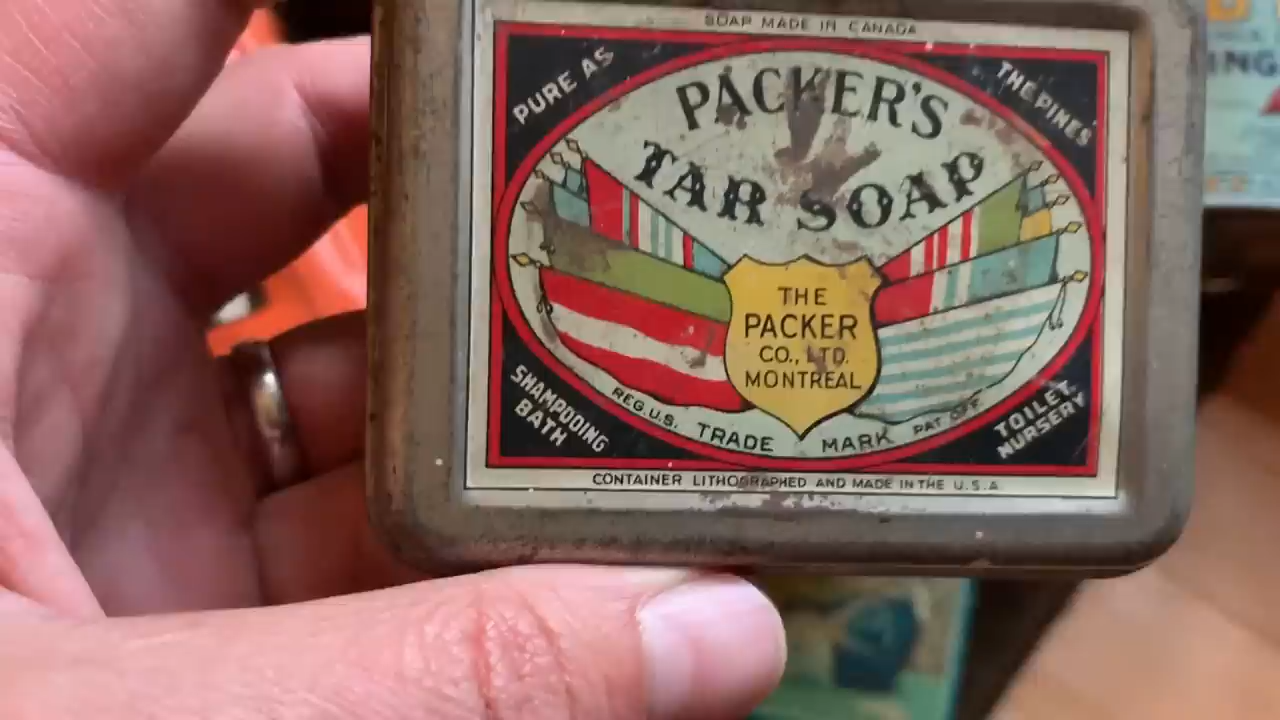 SOAP MADE IN CANADA
PURE AS
THE PINES
PACKER'S
TAR SOAP
THE
PACKER
CO., LTD.
MONTREAL
SHAMPOOING
BATH
TOILET
NURSERY
REG. U.S. TRADE MARK PAT. OFF.
CONTAINER LITHOGRAPHED AND MADE IN THE U.S.A.
ING